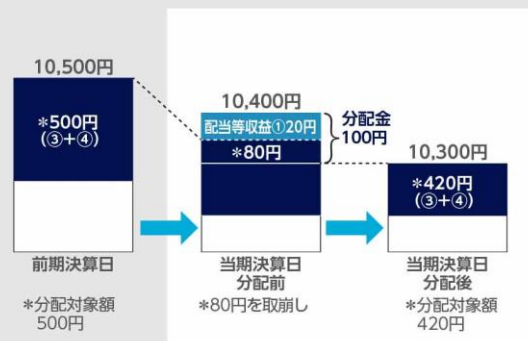 10,500円
*500円
(③+④)
前期決算日
*分配対象額
500円
10,400円
配当等収益①20円
*80円
分配金
100円
当期決算日
分配前
*80円を取崩し
10,300円
*420円
(③+④)
当期決算日
分配後
*分配対象額
420円